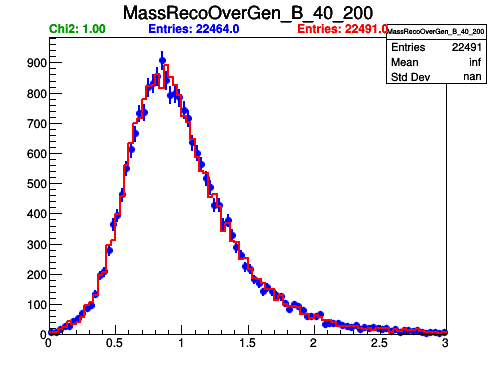 MassRecoOverGen_B_40_200
Chi2: 1.00 Entries: 22464.0 Entries: 22491.0
MassRecoOverGen_B_40_200
Entries 22491
Mean inf
Std Dev nan
900
800
700
600
500
400
300
200
100
0
0 0.5 1 1.5 2 2.5 3